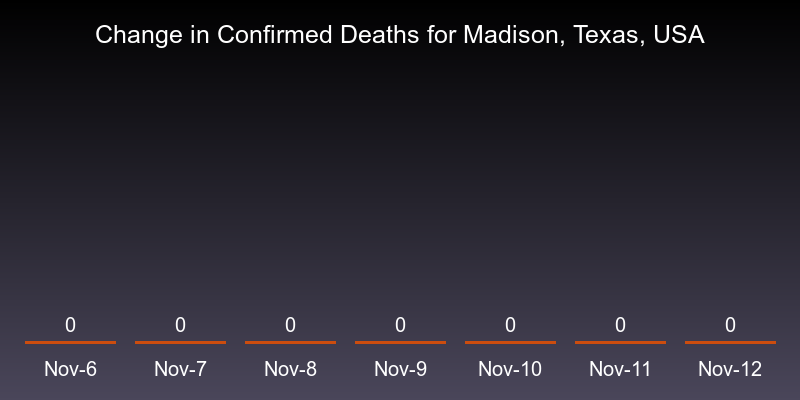 Change in Confirmed Deaths for Madison, Texas, USA
0 0 0 0 0 0 0
Nov-6 Nov-7 Nov-8 Nov-9 Nov-10 Nov-11 Nov-12